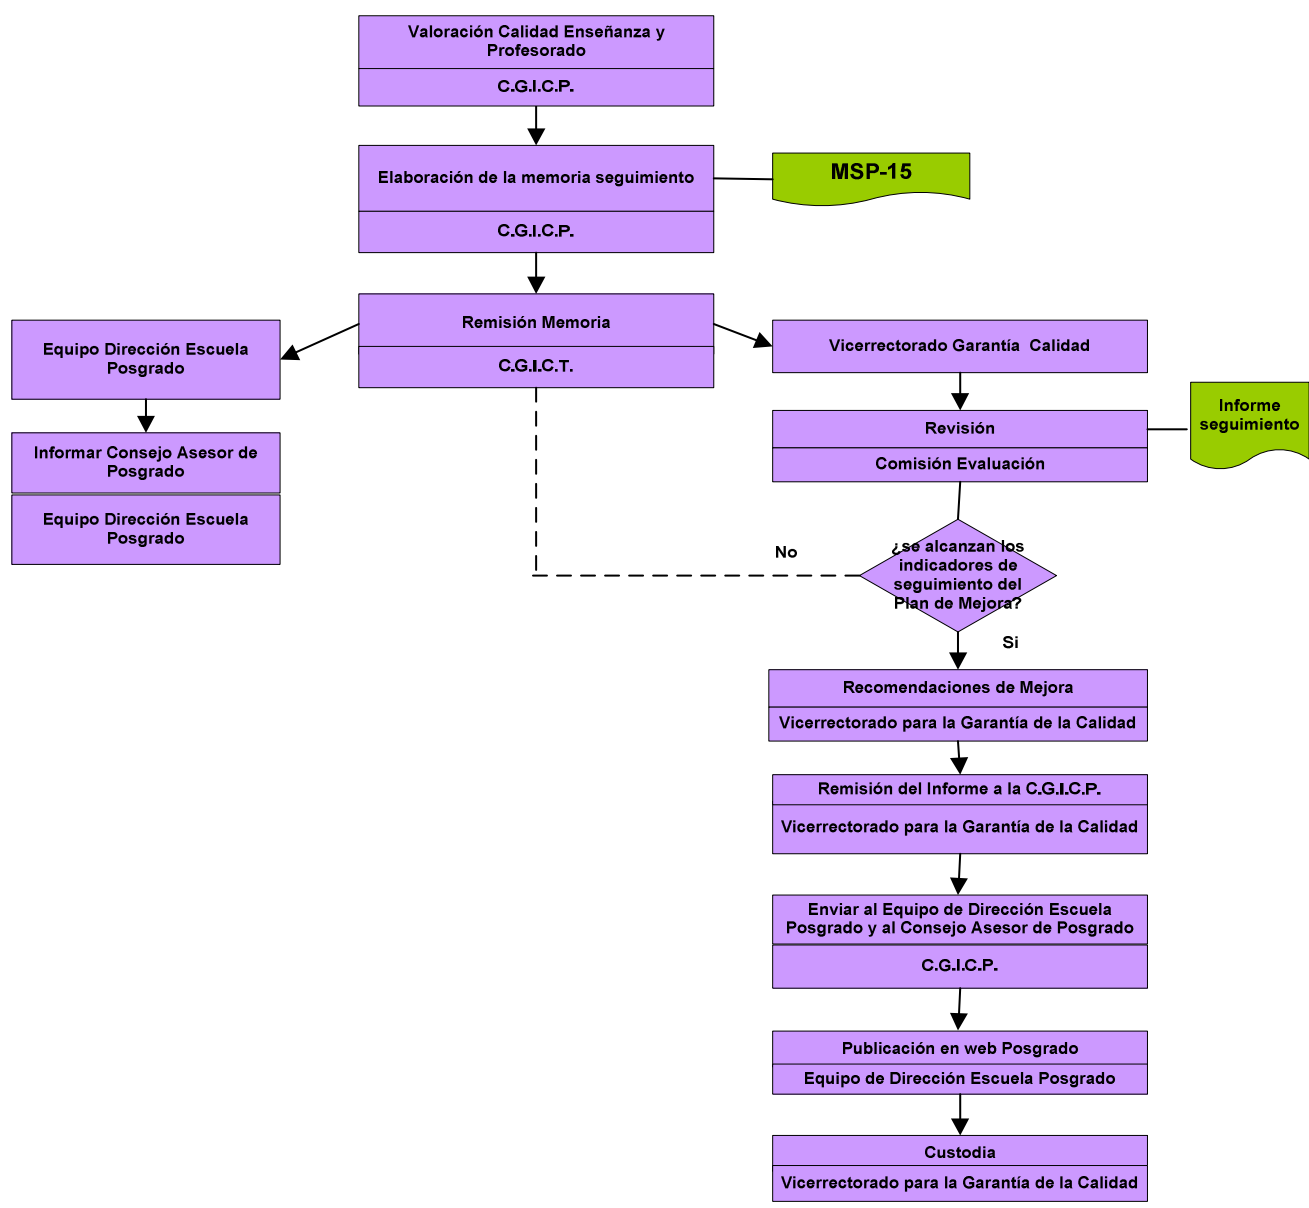 Valoración Calidad Enseñanza y
Profesorado
C.G.I.C.P.
Elaboración de la memoria seguimiento
C.G.I.C.P.
MSP-15
Remisión Memoria
C.G.I.C.T.
Equipo Dirección Escuela
Posgrado
Informar Consejo Asesor de
Posgrado
Equipo Dirección Escuela
Posgrado
Vicerrectorado Garantía  Calidad
Revisión
Comisión Evaluación
Informe
seguimiento
¿se alcanzan los
indicadores de
seguimiento del
Plan de Mejora?
No
Si
Recomendaciones de Mejora
Vicerrectorado para la Garantía de la Calidad
Remisión del Informe a la C.G.I.C.P.
Vicerrectorado para la Garantía de la Calidad
Enviar al Equipo de Dirección Escuela
Posgrado y al Consejo Asesor de Posgrado
C.G.I.C.P.
Publicación en web Posgrado
Equipo de Dirección Escuela Posgrado
Custodia
Vicerrectorado para la Garantía de la Calidad